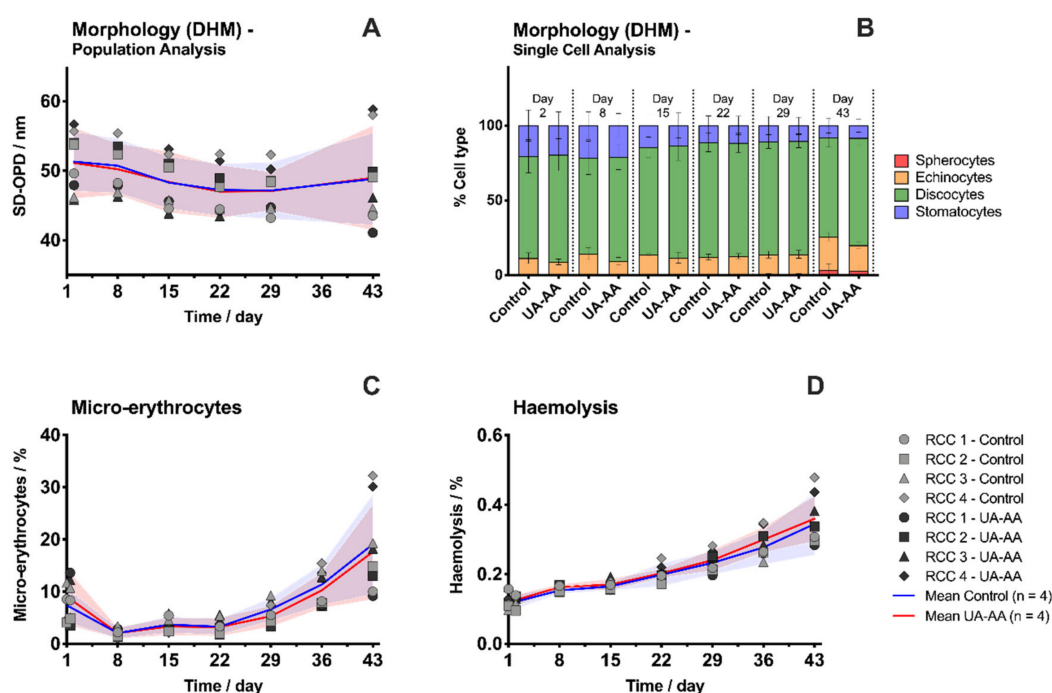 Morphology (DHM) -
Population Analysis
A
SD-OPD / nm
60
50
40
1 8 15 22 29 36 43
Time / day
Morphology (DHM) -
Single Cell Analysis
B
% Cell type
100
50
0
Day 2
Day 8
Day 15
Day 22
Day 29
Day 43
Control UA-AA Control UA-AA Control UA-AA Control UA-AA Control UA-AA Control UA-AA
Spherocytes
Echinocytes
Discocytes
Stomatocytes
C
Micro-erythrocytes
Micro-erythrocytes / %
40
30
20
10
0
1 8 15 22 29 36 43
Time / day
D
Haemolysis
Haemolysis / %
0.6
0.4
0.2
0.0
1 8 15 22 29 36 43
Time / day
RCC 1 - Control
RCC 2 - Control
RCC 3 - Control
RCC 4 - Control
RCC 1 - UA-AA
RCC 2 - UA-AA
RCC 3 - UA-AA
RCC 4 - UA-AA
Mean Control (n = 4)
Mean UA-AA (n = 4)